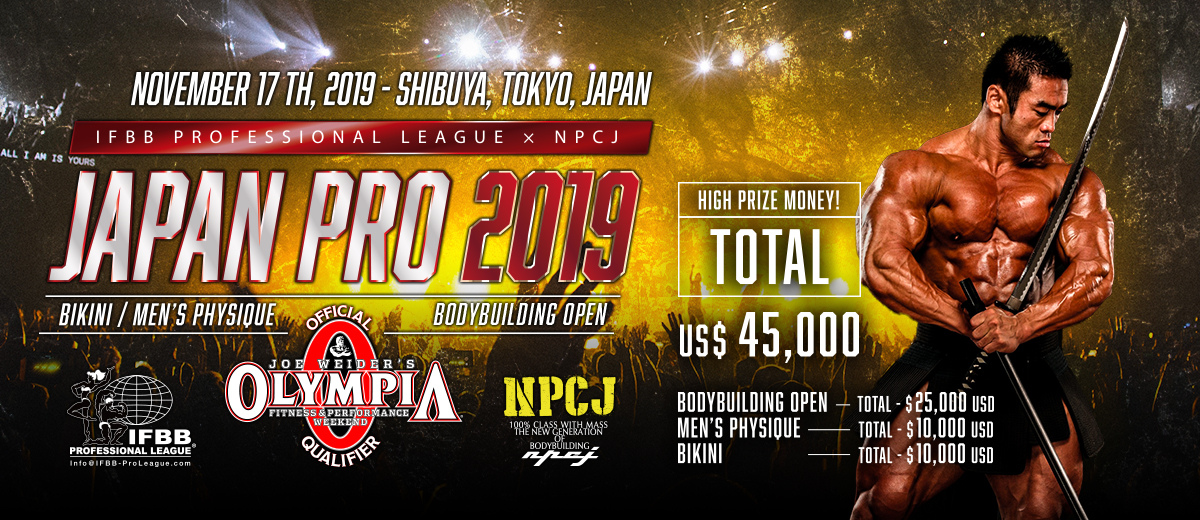 NOVEMBER 17 TH, 2019 - SHIBUYA, TOKYO, JAPAN
IFBB PROFESSIONAL LEAGUE × NPCJ
ALL I AM IS YOURS
JAPAN PRO 2019
BIKINI / MEN'S PHYSIQUE
BODYBUILDING OPEN
OFFICIAL
JOE WEIDER'S
OLYMPIA
FITNESS & PERFORMANCE
WEEKEND
QUALIFIER
IFBB
PROFESSIONAL LEAGUE®
Info@IFBB-ProLeague.com
NPCJ
100% CLASS WITH MASS
THE NEW GENERATION
OF
BODYBUILDING
npcj
HIGH PRIZE MONEY!
TOTAL
US$ 45,000
BODYBUILDING OPEN — TOTAL - $25,000 USD
MEN'S PHYSIQUE — TOTAL - $10,000 USD
BIKINI — TOTAL - $10,000 USD